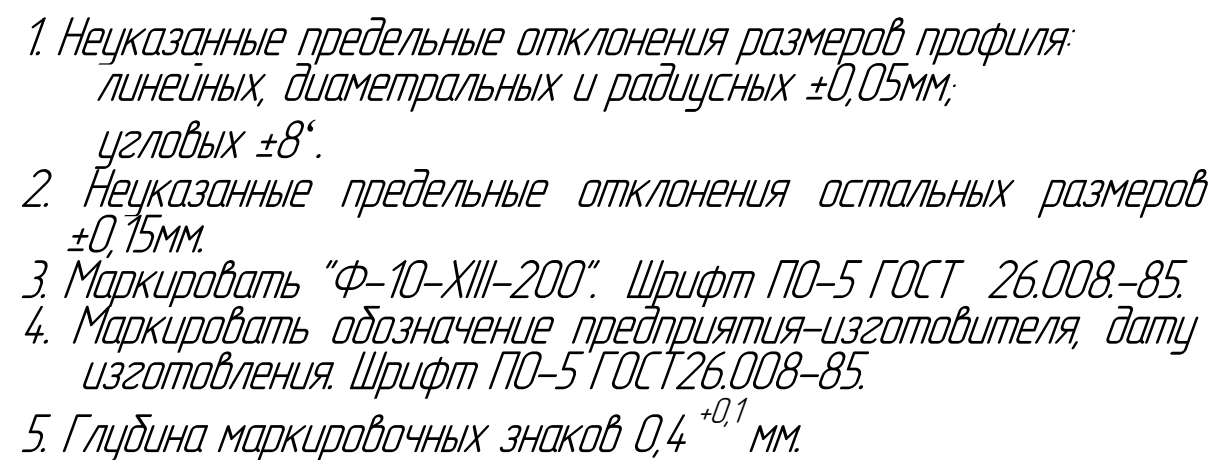 1. Неуказанные предельные отклонения размеров профиля:
линейных, диаметральных и радиусных ±0,05мм;
угловых ±8‘.
2. Неуказанные предельные отклонения остальных размеров
±0,15мм.
3. Маркировать "Ф-10-XIII-200". Шрифт ПО-5 ГОСТ 26.008.-85.
4. Маркировать обозначение предприятия-изготовителя, дату
изготовления. Шрифт ПО-5 ГОСТ26.008-85.
5. Глубина маркировочных знаков 0,4 +0,1 мм.